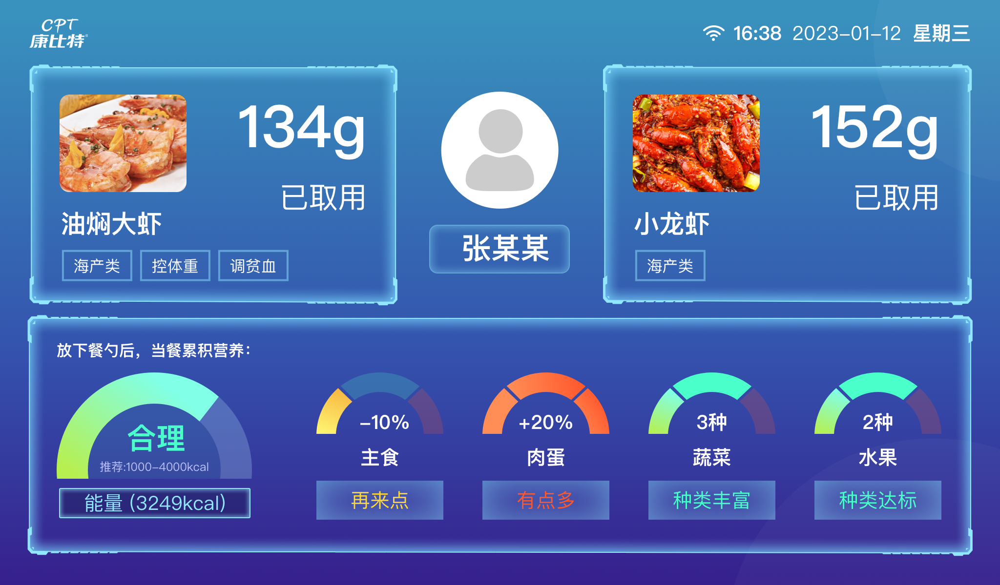 CPT
康比特®
16:38 2023-01-12 星期三
134g
已取用
油焖大虾
海产类 控体重 调贫血
张某某
152g
已取用
小龙虾
海产类
放下餐勺后，当餐累积营养：
合理
推荐:1000-4000kcal
能量 (3249kcal)
-10%
主食
再来点
+20%
肉蛋
有点多
3种
蔬菜
种类丰富
2种
水果
种类达标